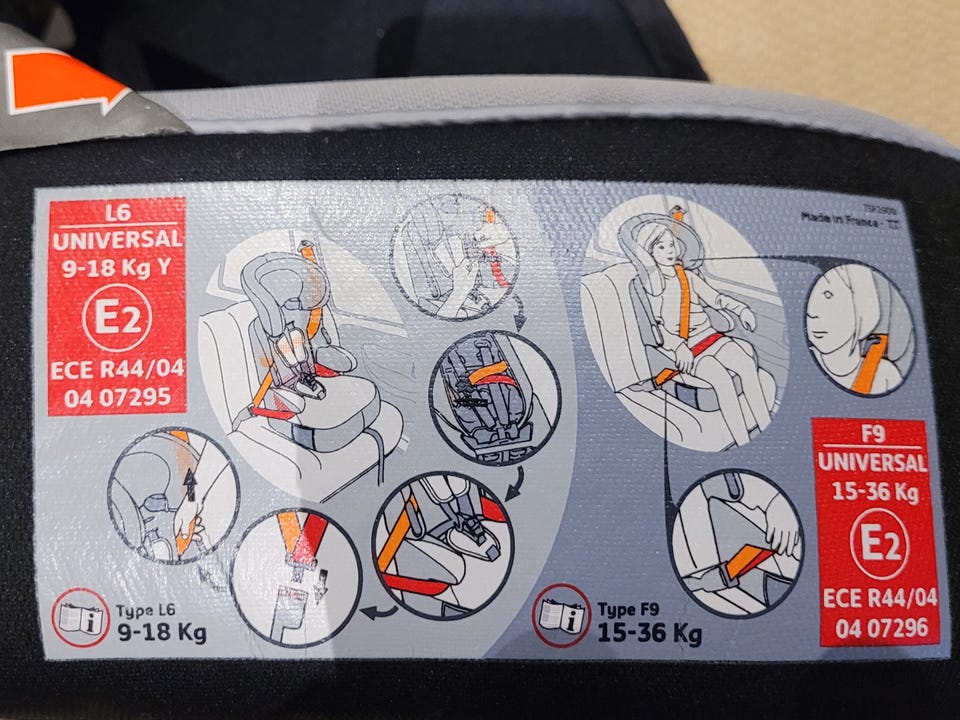 L6
UNIVERSAL
9-18 Kg Y
E2
ECE R44/04
04 07295
i
Type L6
9-18 Kg
Made in France -
i
Type F9
15-36 Kg
F9
UNIVERSAL
15-36 Kg
E2
ECE R44/04
04 07296